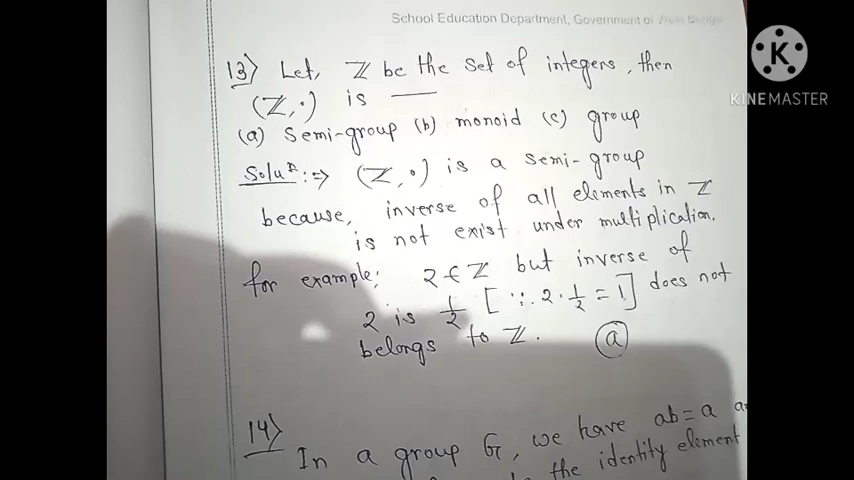 School Education Department, Government of West Bengal
KINEMASTER
13) Let, ℤ be the set of integers, then
(ℤ, ·) is ——
(a) Semi-group (b) monoid (c) group
Soluⁿ :⇒ (ℤ, ·) is a semi-group
because, inverse of all elements in ℤ
is not exist under multiplication.
for example; 2 ∈ ℤ but inverse of
2 is 1/2 [∵ 2 · 1/2 = 1] does not
belongs to ℤ. (a)
14)
In a group G, we have ab = a
the identity element